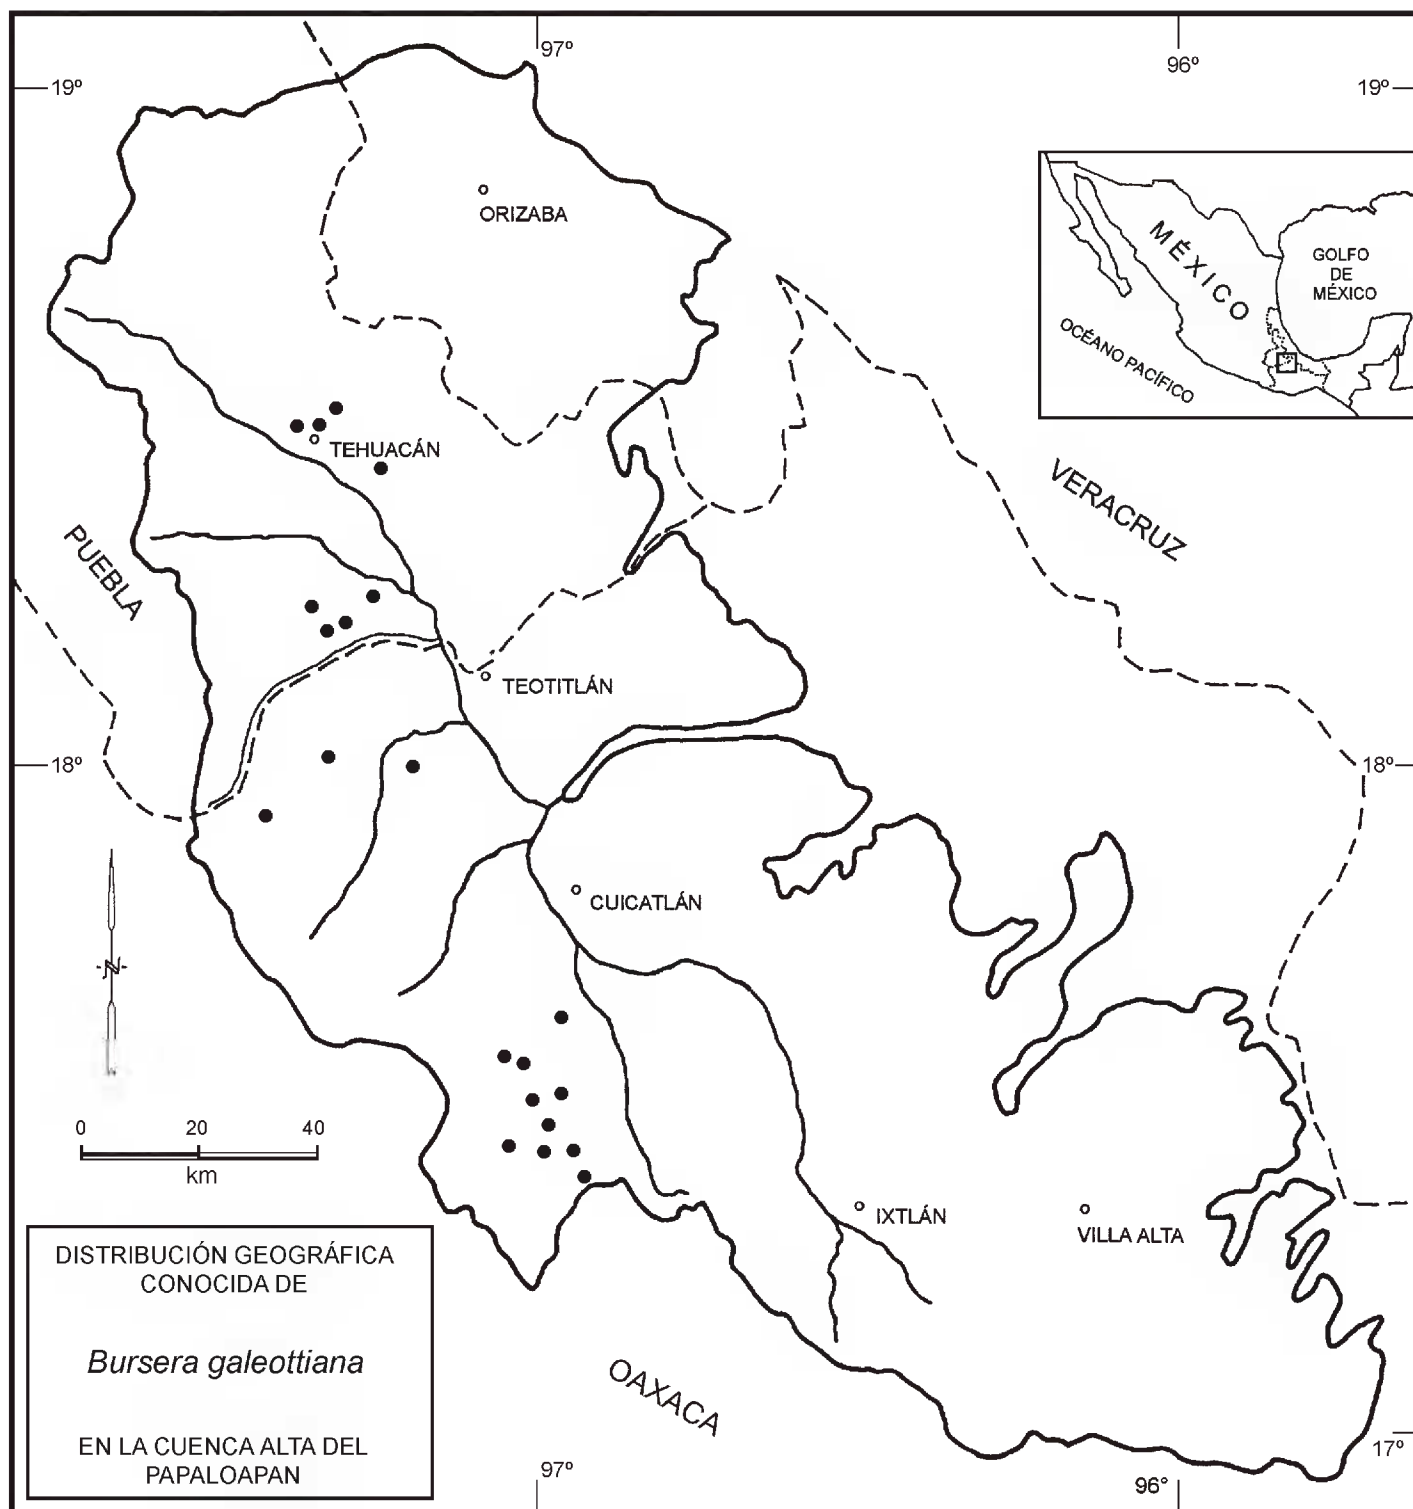 97º
96º
19º
19º
ORIZABA
MÉXICO
GOLFO
DE
MÉXICO
OCÉANO PACÍFICO
TEHUACÁN
VERACRUZ
PUEBLA
TEOTITLÁN
18º
18º
CUICATLÁN
N
0 20 40
km
IXTLÁN
VILLA ALTA
DISTRIBUCIÓN GEOGRÁFICA
CONOCIDA DE
Bursera galeottiana
EN LA CUENCA ALTA DEL
PAPALOAPAN
OAXACA
17º
97º
96°